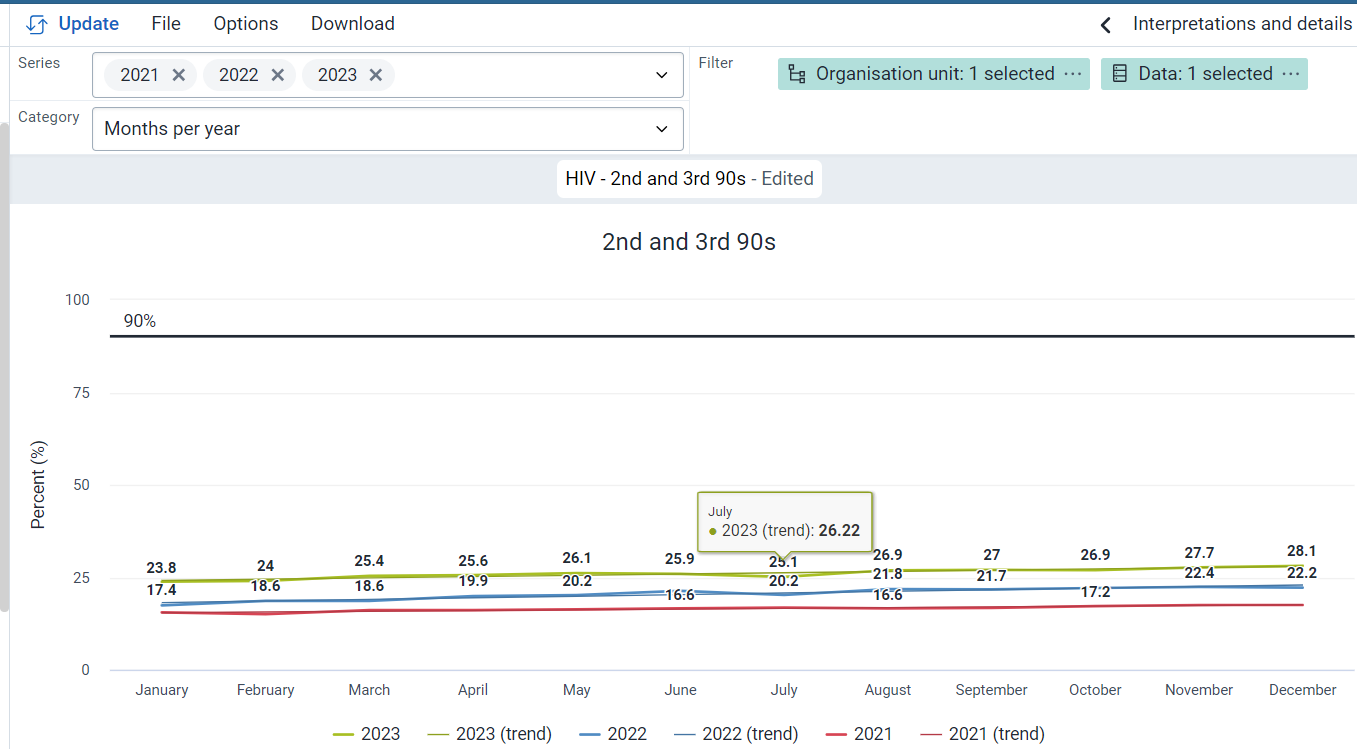 Update File Options Download Interpretations and details
Series 2021 2022 2023 Filter Organisation unit: 1 selected ... Data: 1 selected ...
Category Months per year
HIV - 2nd and 3rd 90s - Edited
2nd and 3rd 90s
100
90%
75
Percent (%)
50
July
2023 (trend): 26.22
23.8 24 25.4 25.6 26.1 25.9 25.1 26.9 27 26.9 27.7 28.1
25
17.4 18.6 18.6 19.9 20.2 20.2 21.8 21.7 22.4 22.2
16.6 16.6 17.2
0
January February March April May June July August September October November December
2023 2023 (trend) 2022 2022 (trend) 2021 2021 (trend)